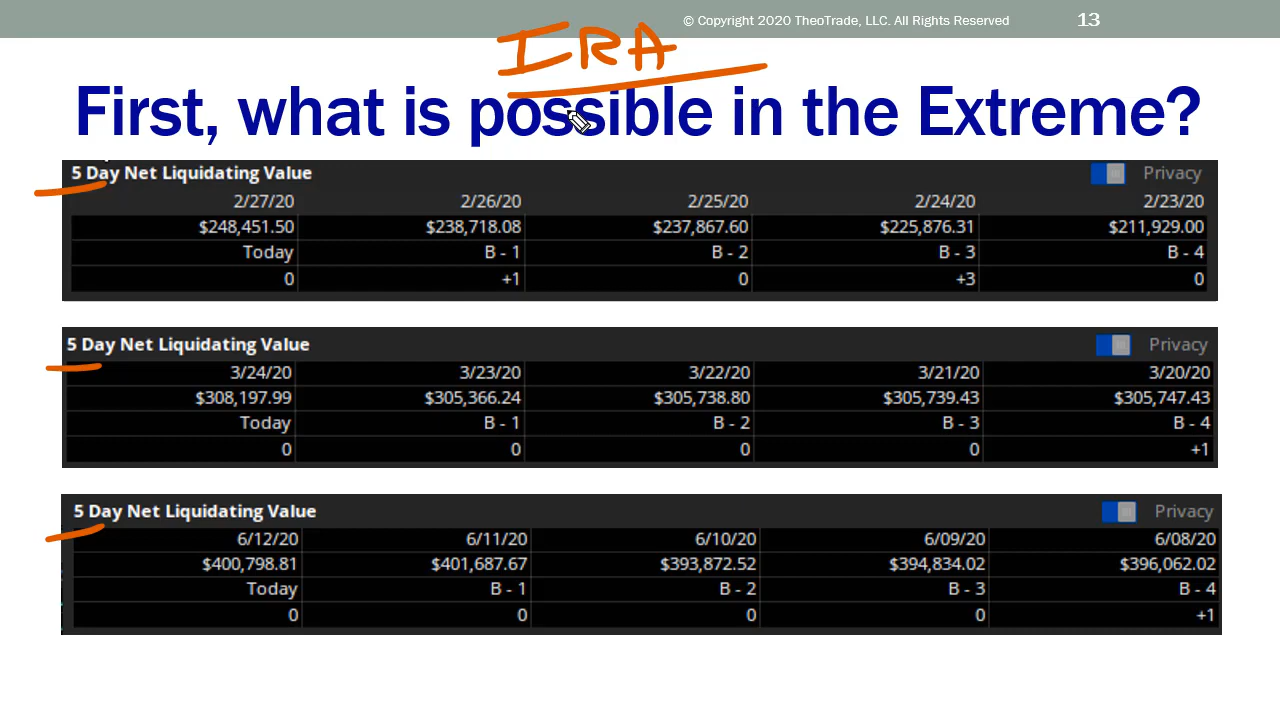 © Copyright 2020 TheoTrade, LLC. All Rights Reserved 13
IRA
First, what is possible in the Extreme?
5 Day Net Liquidating Value Privacy
2/27/20 2/26/20 2/25/20 2/24/20 2/23/20
$248,451.50 $238,718.08 $237,867.60 $225,876.31 $211,929.00
Today B - 1 B - 2 B - 3 B - 4
0 +1 0 +3 0
5 Day Net Liquidating Value Privacy
3/24/20 3/23/20 3/22/20 3/21/20 3/20/20
$308,197.99 $305,366.24 $305,738.80 $305,739.43 $305,747.43
Today B - 1 B - 2 B - 3 B - 4
0 0 0 0 +1
5 Day Net Liquidating Value Privacy
6/12/20 6/11/20 6/10/20 6/09/20 6/08/20
$400,798.81 $401,687.67 $393,872.52 $394,834.02 $396,062.02
Today B - 1 B - 2 B - 3 B - 4
0 0 0 0 +1